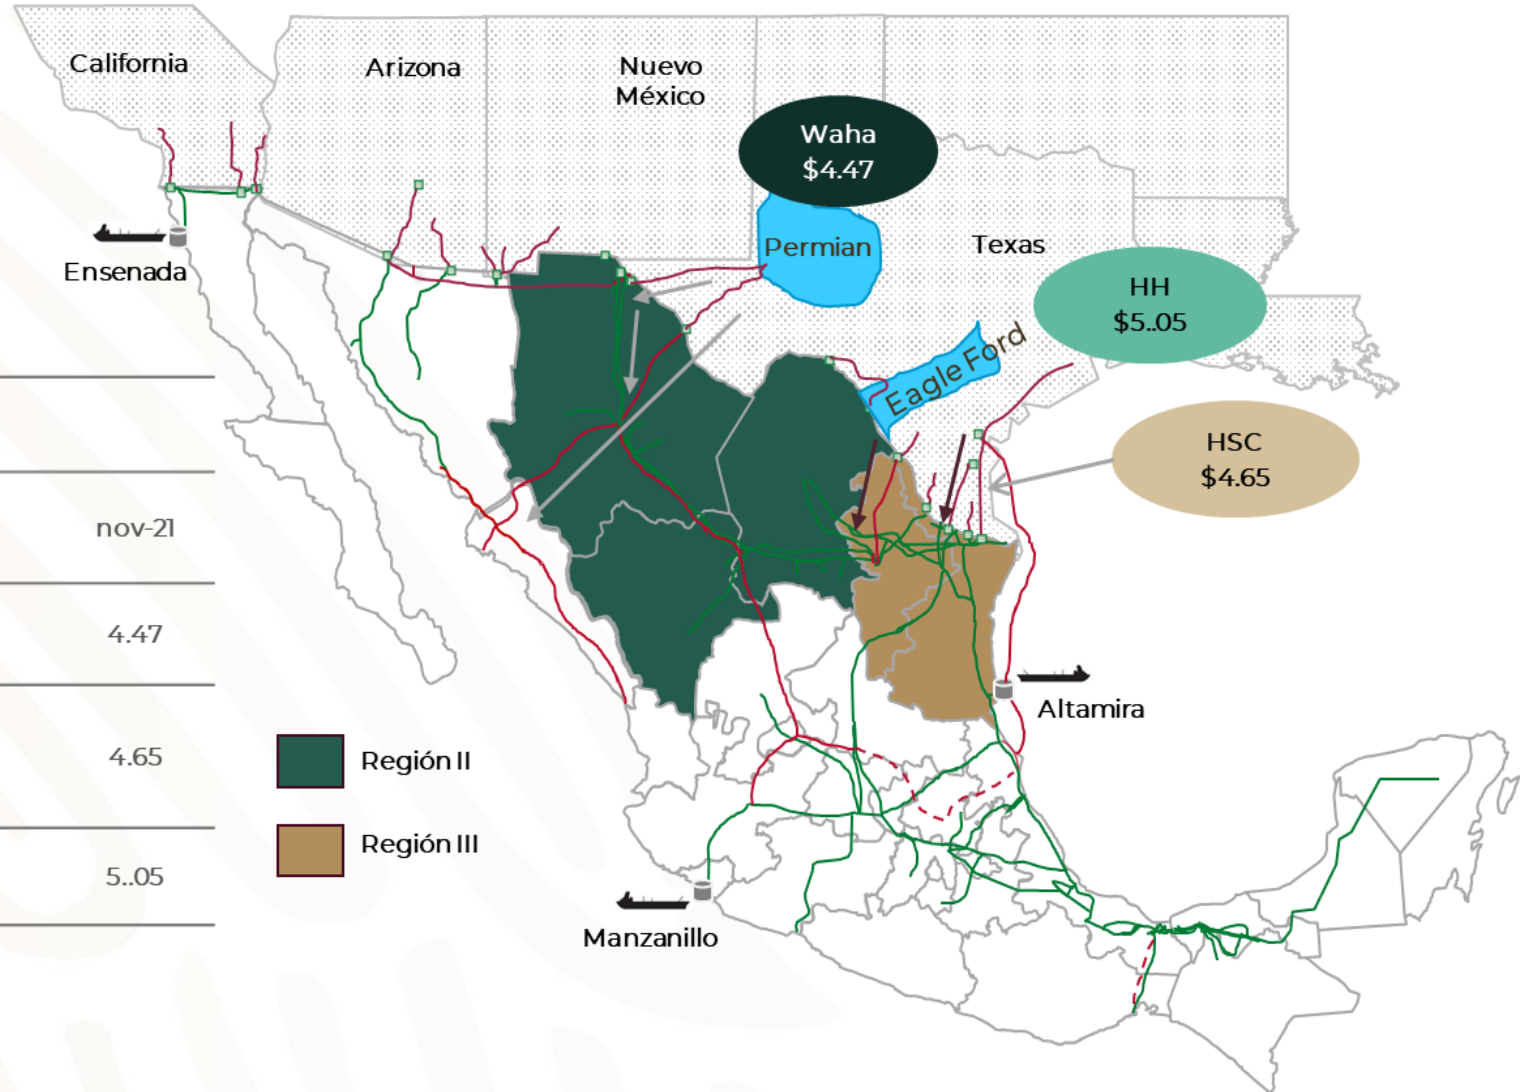 California
Arizona
Nuevo
México
Waha
$4.47
Permian
Texas
Ensenada
HH
$5..05
Eagle Ford
HSC
$4.65
nov-21
4.47
4.65
5..05
Altamira
Región II
Región III
Manzanillo